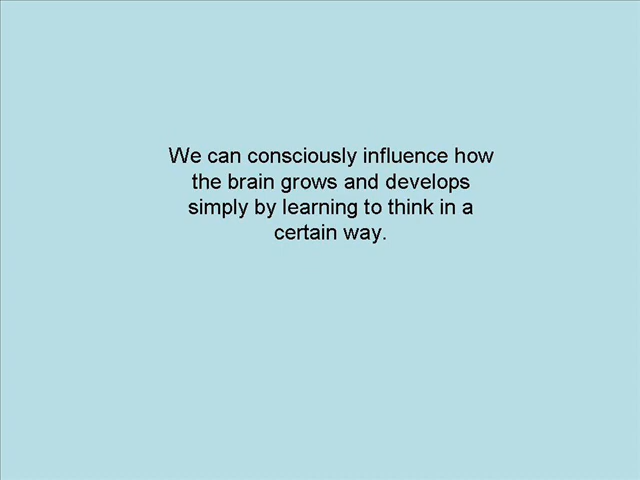 We can consciously influence how
the brain grows and develops
simply by learning to think in a
certain way.